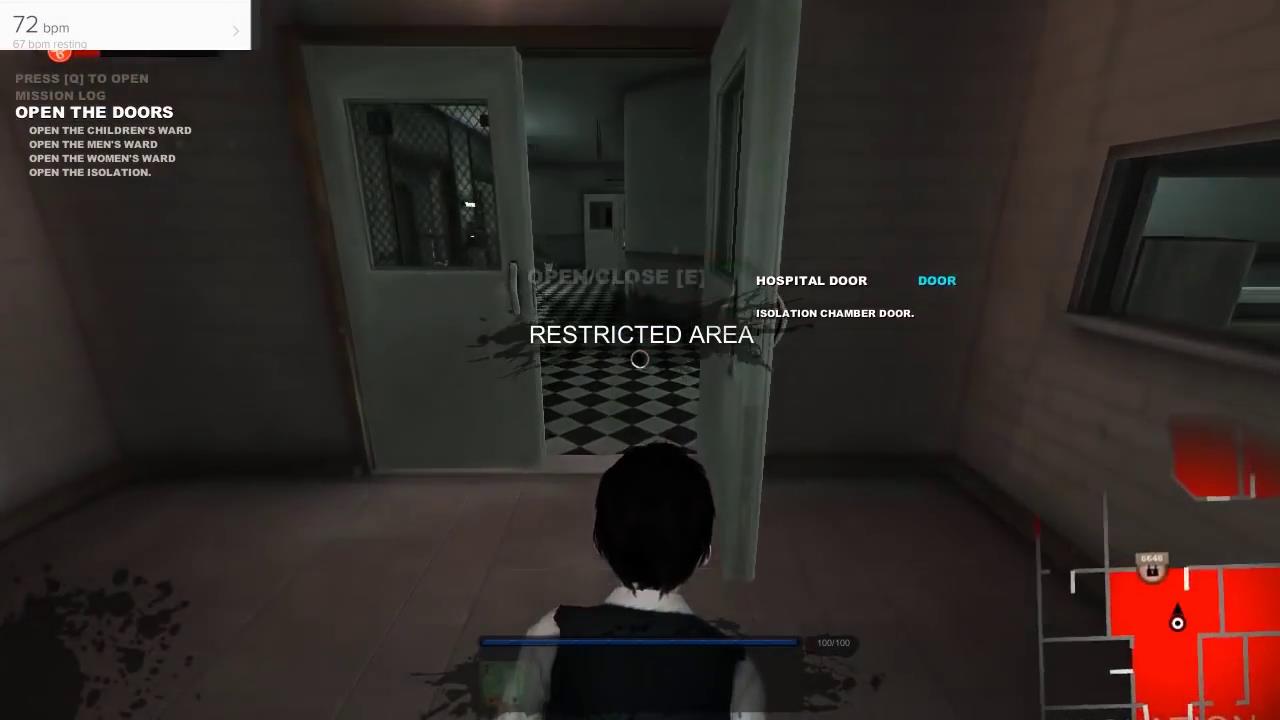 72 bpm
67 bpm resting
PRESS [Q] TO OPEN
MISSION LOG
OPEN THE DOORS
OPEN THE CHILDREN'S WARD
OPEN THE MEN'S WARD
OPEN THE WOMEN'S WARD
OPEN THE ISOLATION.
OPEN/CLOSE [E]
HOSPITAL DOOR DOOR
ISOLATION CHAMBER DOOR.
RESTRICTED AREA
6646
100/100